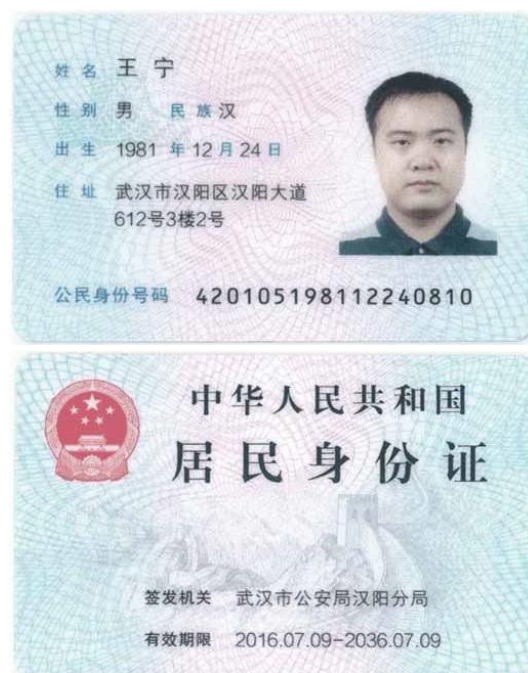 姓名 王宁
性别 男 民族 汉
出生 1981 年 12 月 24 日
住址 武汉市汉阳区汉阳大道
612号3楼2号
公民身份号码 420105198112240810
中华人民共和国
居民身份证
签发机关 武汉市公安局汉阳分局
有效期限 2016.07.09-2036.07.09